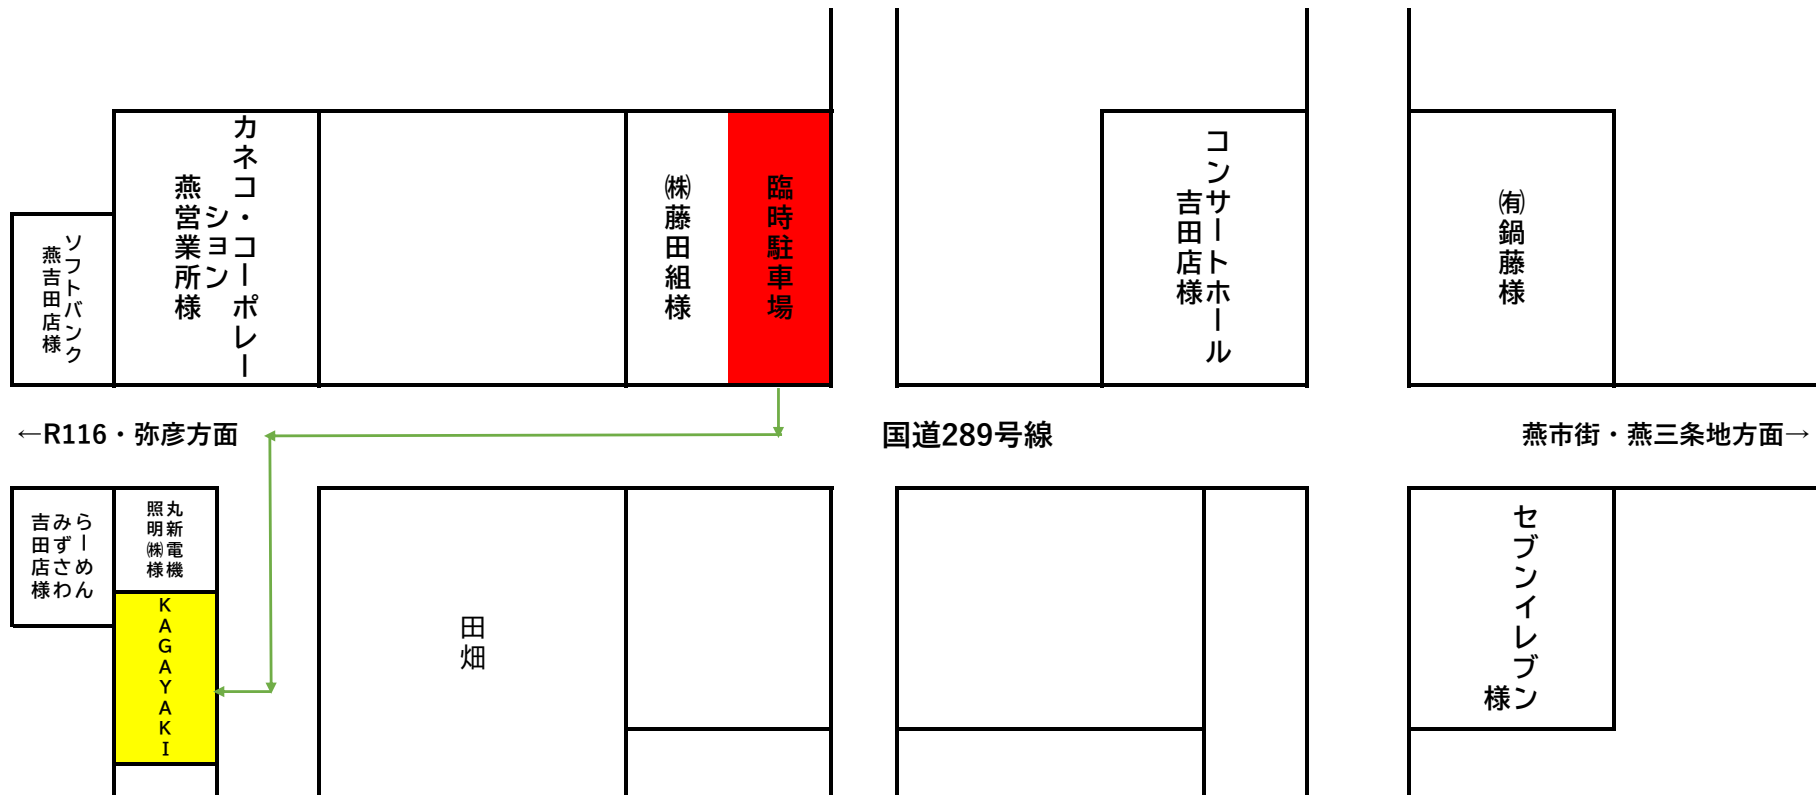 カネコ・コーポレー
ション
燕営業所様
㈱藤田組様
臨時駐車場
コンサートホール
吉田店様
㈲鍋藤様
ソフトバンク
燕吉田店様
←R116・弥彦方面
国道289号線
燕市街・燕三条地方面→
らーめん
みずさわ
吉田店様
丸新電機
照明㈱様
KAGAYAKI
田畑
セブンイレブン
様